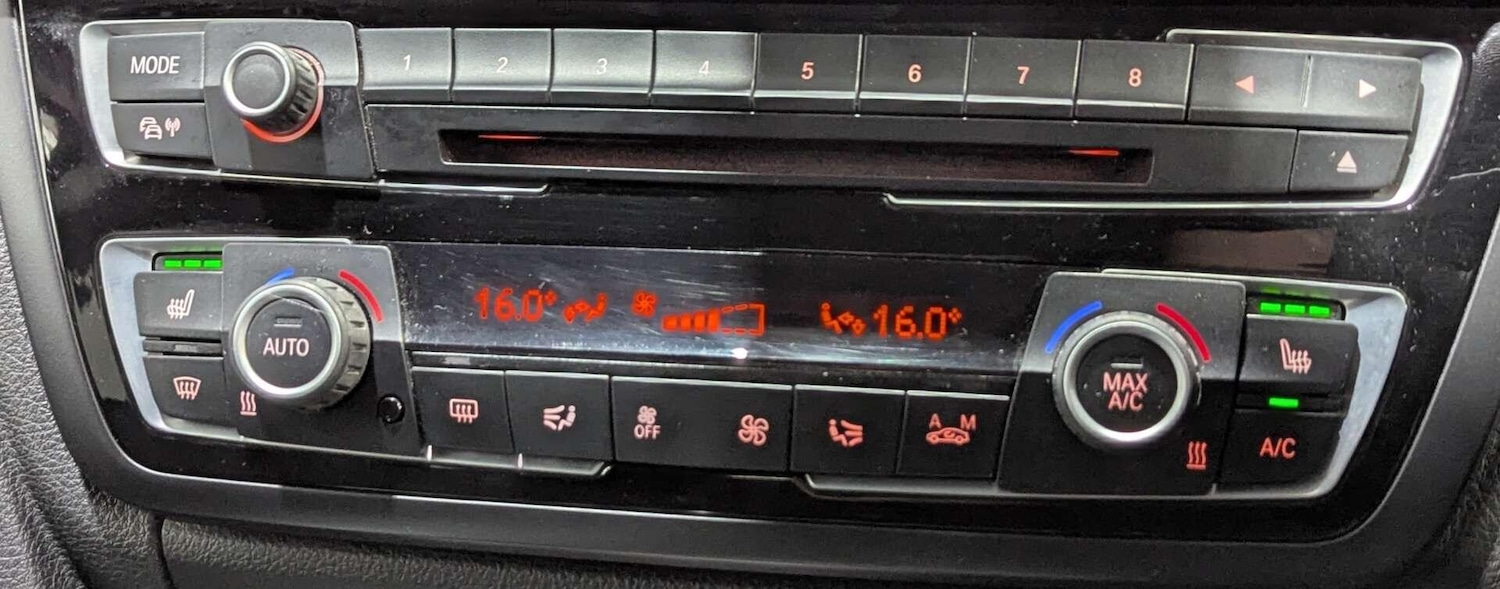 MODE 1 2 3 4 5 6 7 8
16.0° 16.0°
AUTO
MAX
A/C
OFF
A M
A/C